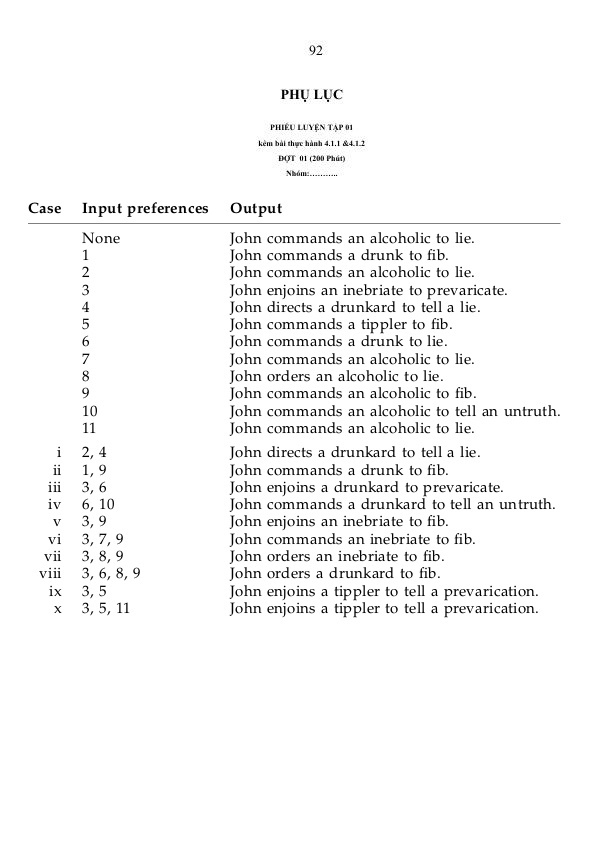 92
PHỤ LỤC
PHIẾU LUYỆN TẬP 01
kèm bài thực hành 4.1.1 &4.1.2
ĐỢT 01 (200 Phút)
Nhóm:………..
Case Input preferences Output
None John commands an alcoholic to lie.
1 John commands a drunk to fib.
2 John commands an alcoholic to lie.
3 John enjoins an inebriate to prevaricate.
4 John directs a drunkard to tell a lie.
5 John commands a tippler to fib.
6 John commands a drunk to lie.
7 John commands an alcoholic to lie.
8 John orders an alcoholic to lie.
9 John commands an alcoholic to fib.
10 John commands an alcoholic to tell an untruth.
11 John commands an alcoholic to lie.
i 2, 4 John directs a drunkard to tell a lie.
ii 1, 9 John commands a drunk to fib.
iii 3, 6 John enjoins a drunkard to prevaricate.
iv 6, 10 John commands a drunkard to tell an untruth.
v 3, 9 John enjoins an inebriate to fib.
vi 3, 7, 9 John commands an inebriate to fib.
vii 3, 8, 9 John orders an inebriate to fib.
viii 3, 6, 8, 9 John orders a drunkard to fib.
ix 3, 5 John enjoins a tippler to tell a prevarication.
x 3, 5, 11 John enjoins a tippler to tell a prevarication.